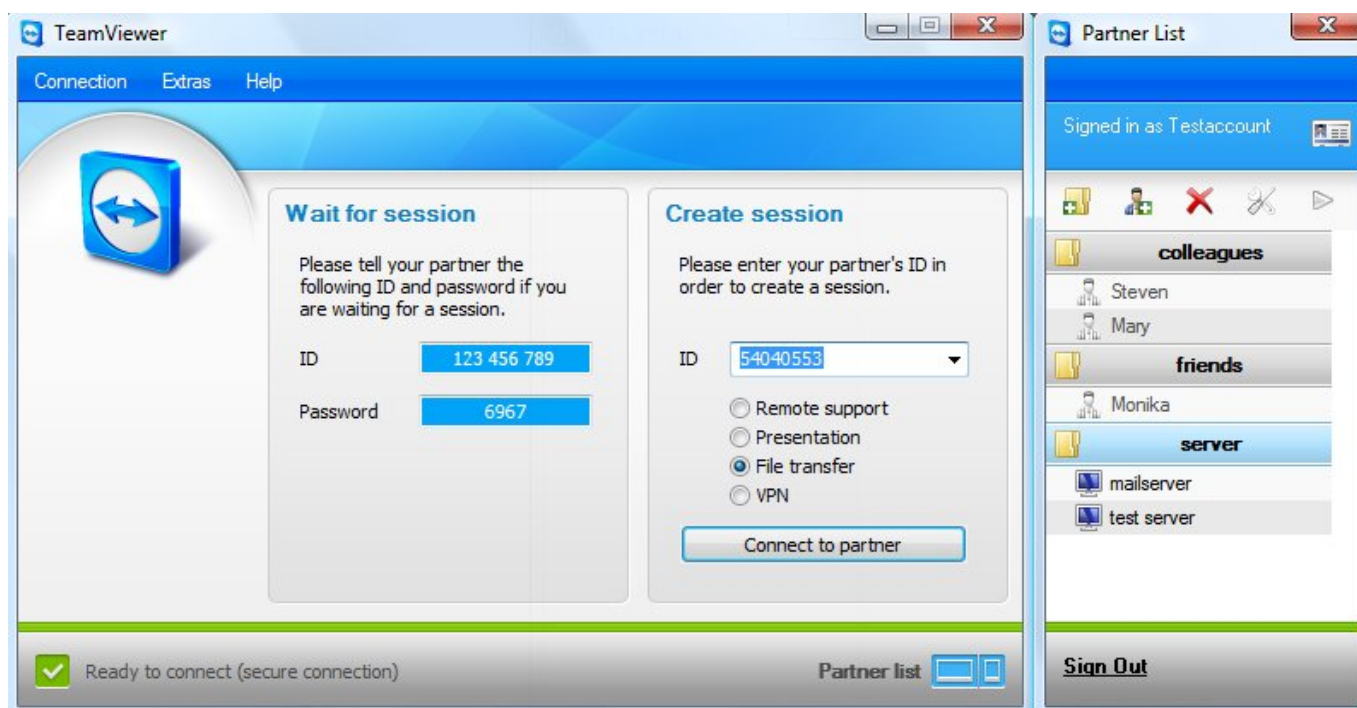 TeamViewer
Connection Extras Help
Wait for session
Please tell your partner the
following ID and password if you
are waiting for a session.
ID 123 456 789
Password 6967
Create session
Please enter your partner's ID in
order to create a session.
ID 54040553
Remote support
Presentation
File transfer
VPN
Connect to partner
Ready to connect (secure connection)
Partner list
Partner List
Signed in as Testaccount
colleagues
Steven
Mary
friends
Monika
server
mailserver
test server
Sign Out